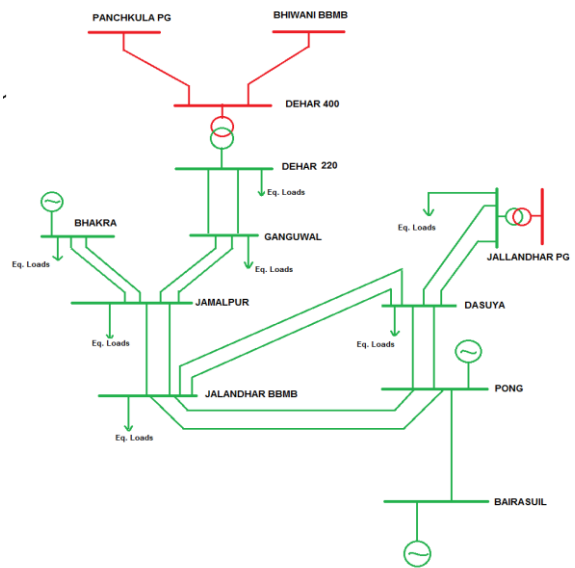 PANCHKULA PG
BHIWANI BBMB
DEHAR 400
DEHAR 220
Eq. Loads
BHAKRA
Eq. Loads
GANGUWAL
Eq. Loads
Eq. Loads
JALLANDHAR PG
JAMALPUR
Eq. Loads
DASUYA
Eq. Loads
JALANDHAR BBMB
Eq. Loads
PONG
BAIRASUIL